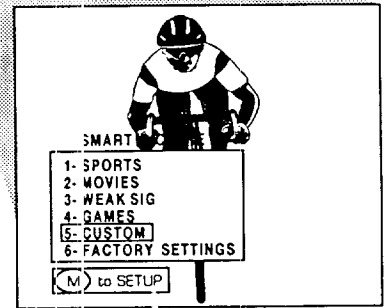 SMART
1- SPORTS
2- MOVIES
3- WEAK SIG
4- GAMES
5- CUSTOM
6- FACTORY SETTINGS
(M) to SETUP